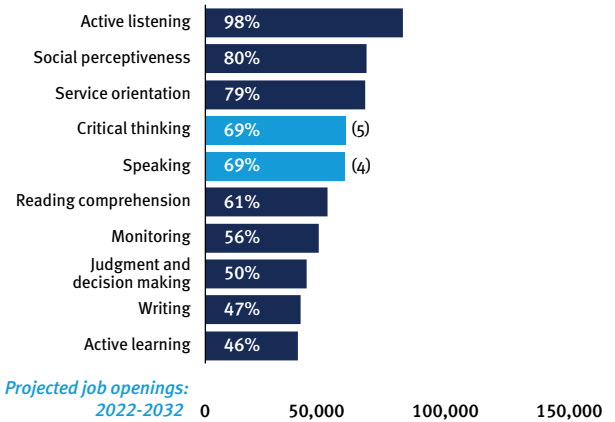 Active listening 98%
Social perceptiveness 80%
Service orientation 79%
Critical thinking 69% (5)
Speaking 69% (4)
Reading comprehension 61%
Monitoring 56%
Judgment and
decision making 50%
Writing 47%
Active learning 46%
Projected job openings:
2022-2032 0 50,000 100,000 150,000